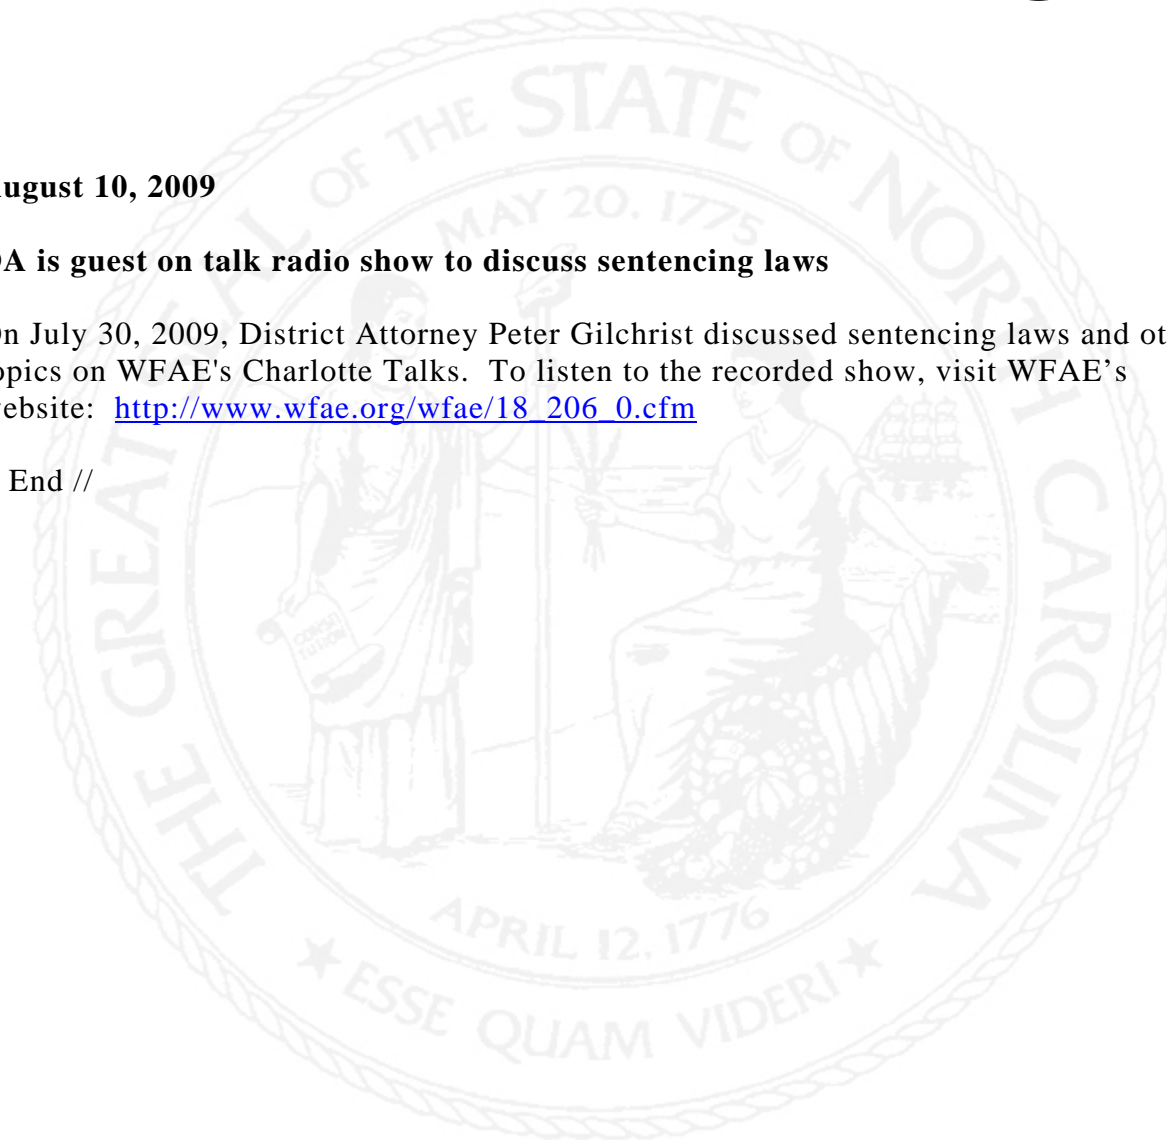 ugust 10, 2009
A is guest on talk radio show to discuss sentencing laws
n July 30, 2009, District Attorney Peter Gilchrist discussed sentencing laws and ot
opics on WFAE's Charlotte Talks. To listen to the recorded show, visit WFAE’s
ebsite: http://www.wfae.org/wfae/18_206_0.cfm
End //
THE GREAT SEAL OF THE STATE OF NORTH CAROLINA
MAY 20, 1775
APRIL 12, 1776
ESSE QUAM VIDERI